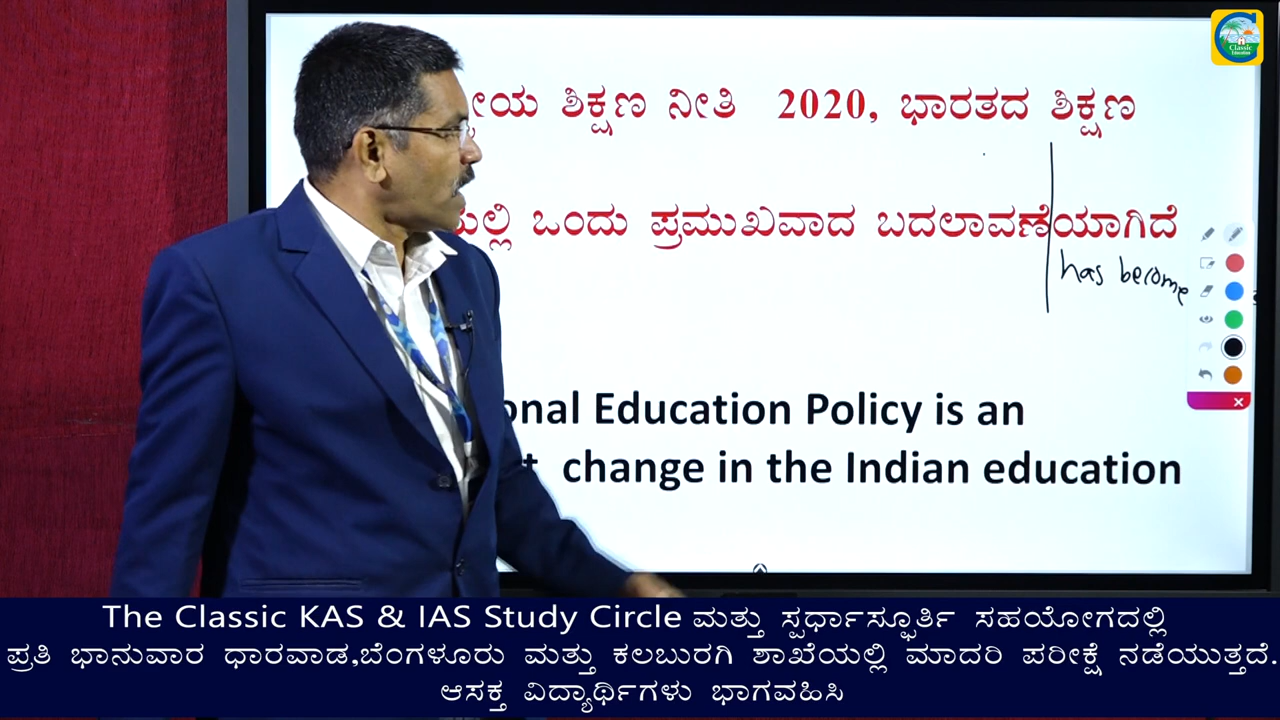 Classic
Education
ಶಿಕ್ಷಣ ನೀತಿ 2020, ಭಾರತದ ಶಿಕ್ಷಣ
ಒಂದು ಪ್ರಮುಖವಾದ ಬದಲಾವಣೆಯಾಗಿದೆ
has become
onal Education Policy is an
change in the Indian education
The Classic KAS & IAS Study Circle ಮತ್ತು ಸ್ಪರ್ಧಾಸ್ಫೂರ್ತಿ ಸಹಯೋಗದಲ್ಲಿ
ಪ್ರತಿ ಭಾನುವಾರ ಧಾರವಾಡ,ಬೆಂಗಳೂರು ಮತ್ತು ಕಲಬುರಗಿ ಶಾಖೆಯಲ್ಲಿ ಮಾದರಿ ಪರೀಕ್ಷೆ ನಡೆಯುತ್ತದೆ.
ಆಸಕ್ತ ವಿದ್ಯಾರ್ಥಿಗಳು ಭಾಗವಹಿಸಿ